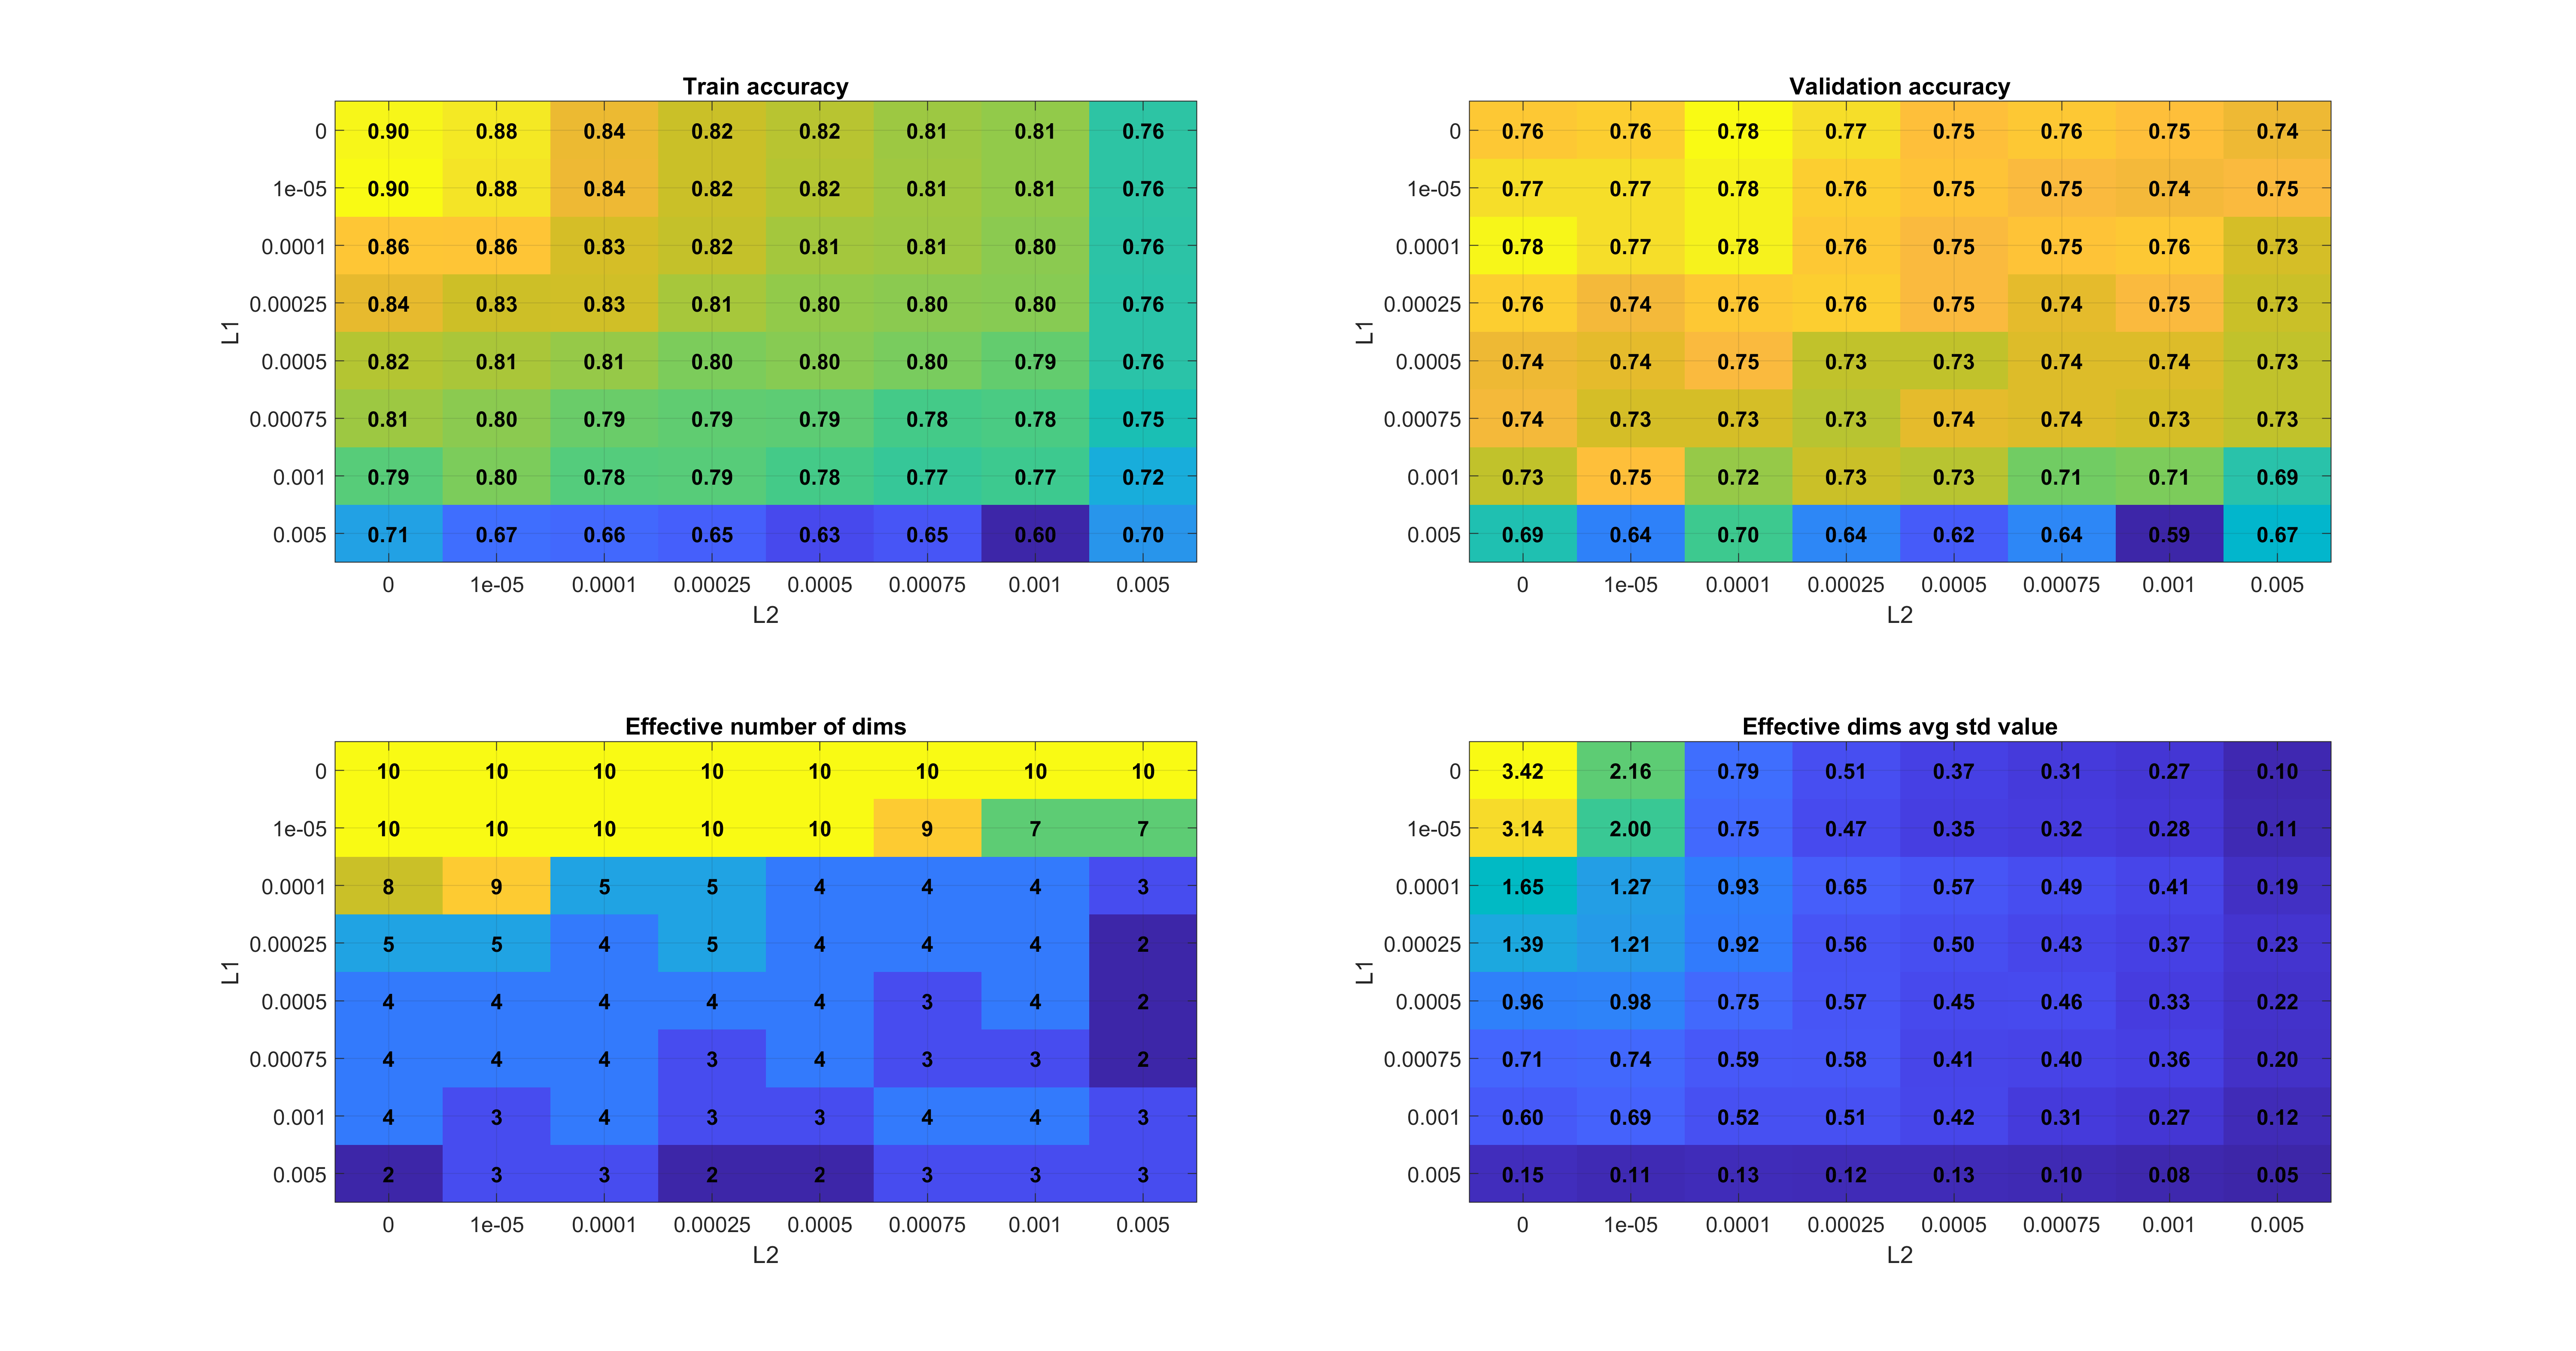 Train accuracy
L1
0 0.90 0.88 0.84 0.82 0.82 0.81 0.81 0.76
1e-05 0.90 0.88 0.84 0.82 0.82 0.81 0.81 0.76
0.0001 0.86 0.86 0.83 0.82 0.81 0.81 0.80 0.76
0.00025 0.84 0.83 0.83 0.81 0.80 0.80 0.80 0.76
0.0005 0.82 0.81 0.81 0.80 0.80 0.80 0.79 0.76
0.00075 0.81 0.80 0.79 0.79 0.79 0.78 0.78 0.75
0.001 0.79 0.80 0.78 0.79 0.78 0.77 0.77 0.72
0.005 0.71 0.67 0.66 0.65 0.63 0.65 0.60 0.70
0 1e-05 0.0001 0.00025 0.0005 0.00075 0.001 0.005
L2
Validation accuracy
L1
0 0.76 0.76 0.78 0.77 0.75 0.76 0.75 0.74
1e-05 0.77 0.77 0.78 0.76 0.75 0.75 0.74 0.75
0.0001 0.78 0.77 0.78 0.76 0.75 0.75 0.76 0.73
0.00025 0.76 0.74 0.76 0.76 0.75 0.74 0.75 0.73
0.0005 0.74 0.74 0.75 0.73 0.73 0.74 0.74 0.73
0.00075 0.74 0.73 0.73 0.73 0.74 0.74 0.73 0.73
0.001 0.73 0.75 0.72 0.73 0.73 0.71 0.71 0.69
0.005 0.69 0.64 0.70 0.64 0.62 0.64 0.59 0.67
0 1e-05 0.0001 0.00025 0.0005 0.00075 0.001 0.005
L2
Effective number of dims
L1
0 10 10 10 10 10 10 10 10
1e-05 10 10 10 10 10 9 7 7
0.0001 8 9 5 5 4 4 4 3
0.00025 5 5 4 5 4 4 4 2
0.0005 4 4 4 4 4 3 4 2
0.00075 4 4 4 3 4 3 3 2
0.001 4 3 4 3 3 4 4 3
0.005 2 3 3 2 2 3 3 3
0 1e-05 0.0001 0.00025 0.0005 0.00075 0.001 0.005
L2
Effective dims avg std value
L1
0 3.42 2.16 0.79 0.51 0.37 0.31 0.27 0.10
1e-05 3.14 2.00 0.75 0.47 0.35 0.32 0.28 0.11
0.0001 1.65 1.27 0.93 0.65 0.57 0.49 0.41 0.19
0.00025 1.39 1.21 0.92 0.56 0.50 0.43 0.37 0.23
0.0005 0.96 0.98 0.75 0.57 0.45 0.46 0.33 0.22
0.00075 0.71 0.74 0.59 0.58 0.41 0.40 0.36 0.20
0.001 0.60 0.69 0.52 0.51 0.42 0.31 0.27 0.12
0.005 0.15 0.11 0.13 0.12 0.13 0.10 0.08 0.05
0 1e-05 0.0001 0.00025 0.0005 0.00075 0.001 0.005
L2